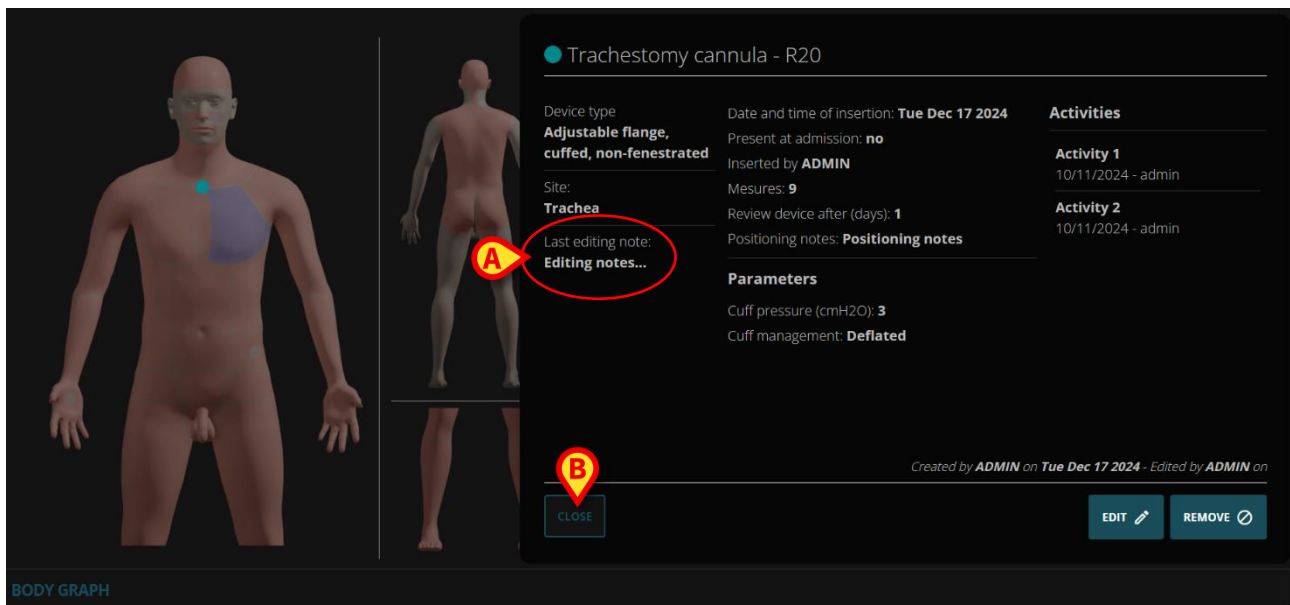 Trachestomy cannula - R20
Device type
Adjustable flange,
cuffed, non-fenestrated
Site:
Trachea
Last editing note:
Editing notes...
A
Date and time of insertion: Tue Dec 17 2024
Present at admission: no
Inserted by ADMIN
Mesures: 9
Review device after (days): 1
Positioning notes: Positioning notes
Parameters
Cuff pressure (cmH2O): 3
Cuff management: Deflated
Activities
Activity 1
10/11/2024 - admin
Activity 2
10/11/2024 - admin
Created by ADMIN on Tue Dec 17 2024 - Edited by ADMIN on
B
CLOSE
EDIT
REMOVE
BODY GRAPH